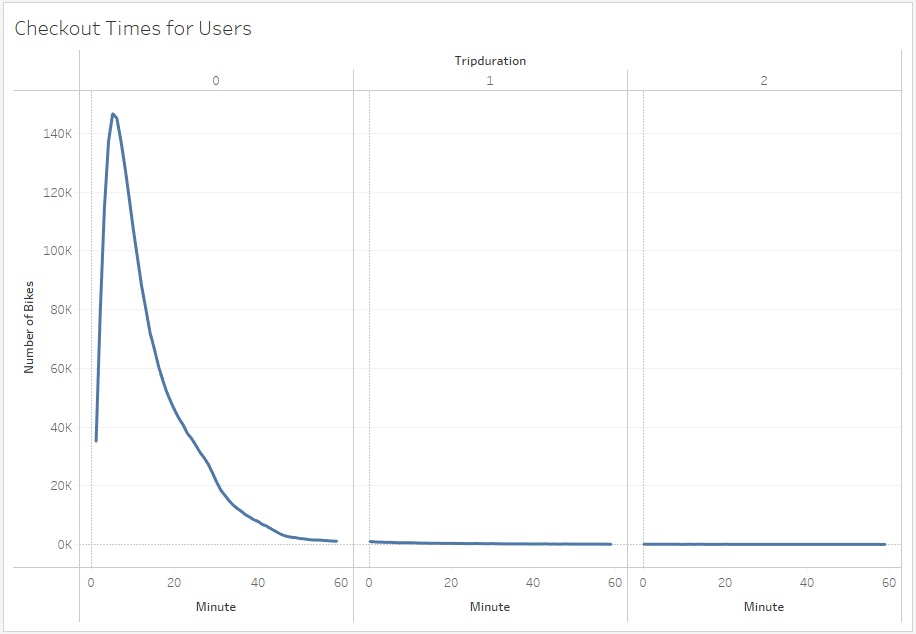 Checkout Times for Users
Tripduration
0 1 2
140K
120K
100K
80K
60K
40K
20K
0K
Number of Bikes
0 20 40 60 0 20 40 60 0 20 40 60
Minute Minute Minute